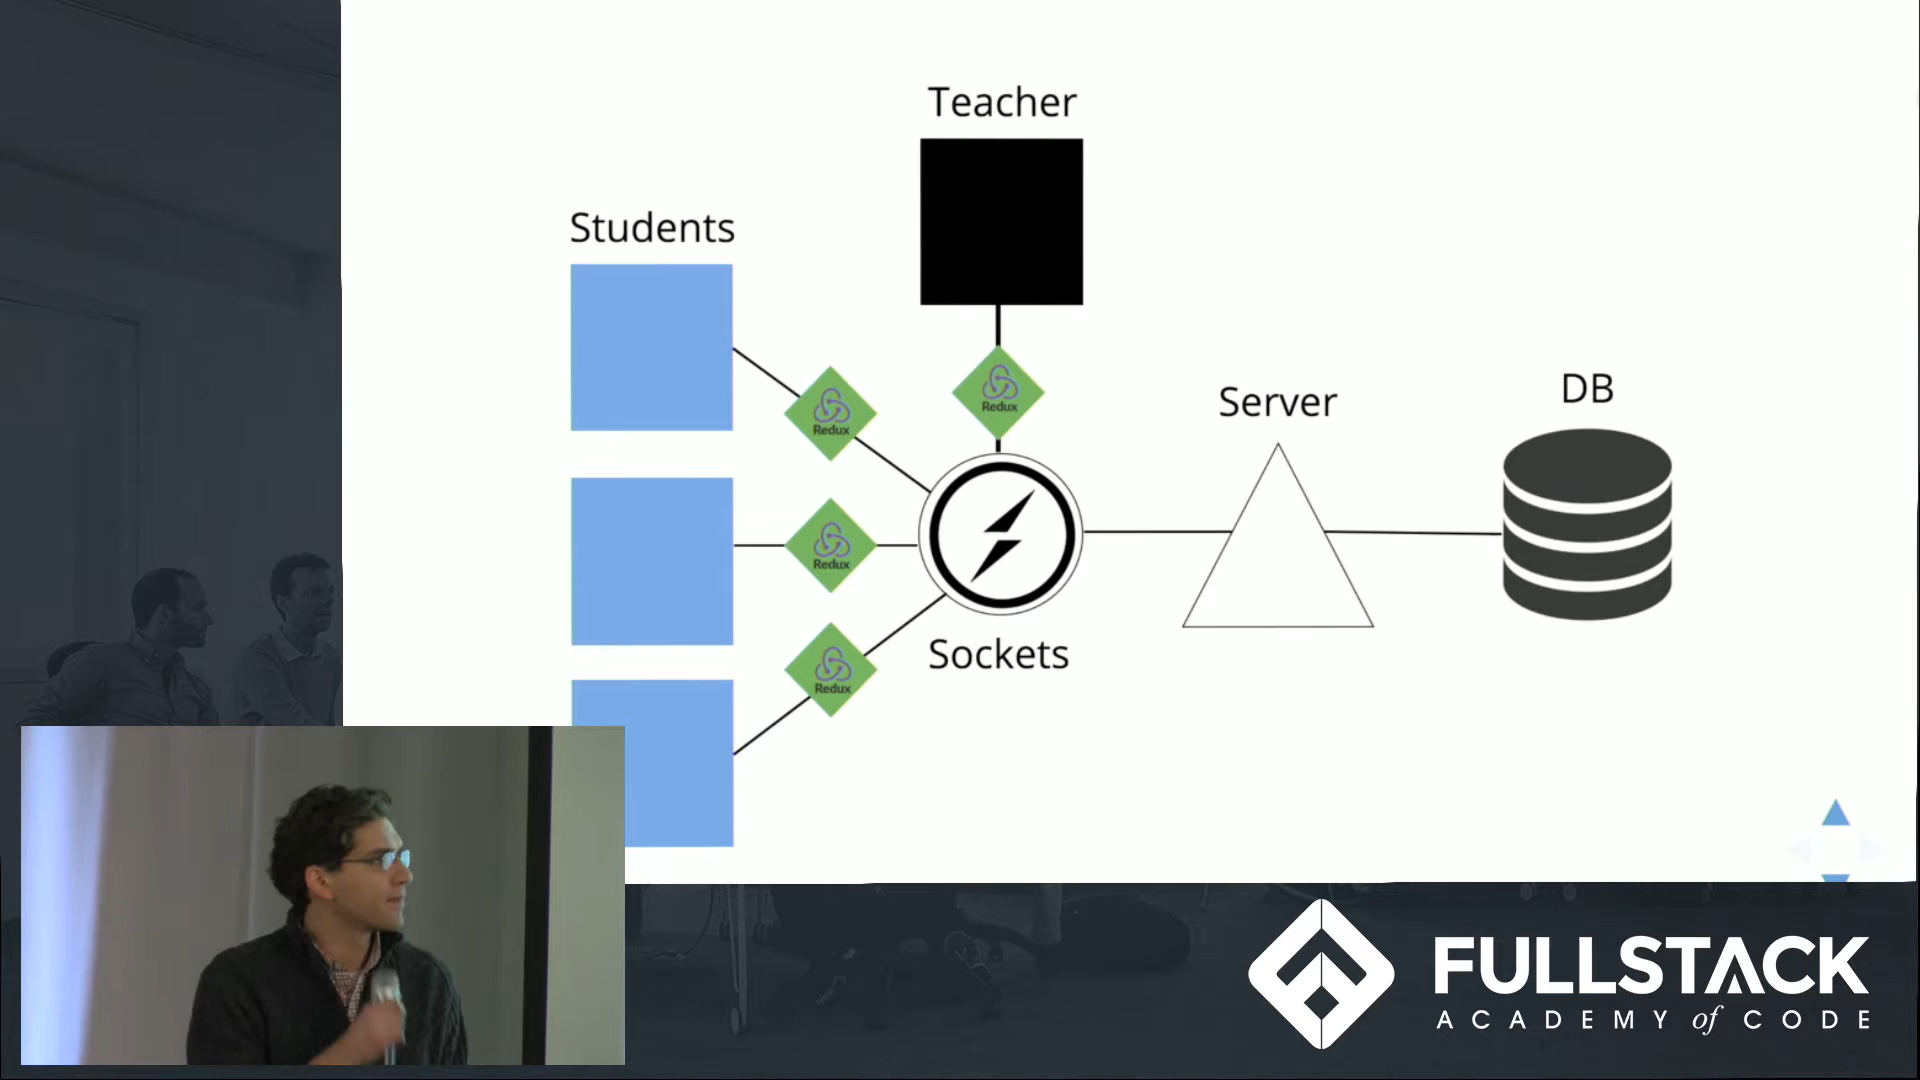 Teacher
Students
Redux
Redux
Server
DB
Redux
Sockets
Redux
FULLSTACK
ACADEMY of CODE